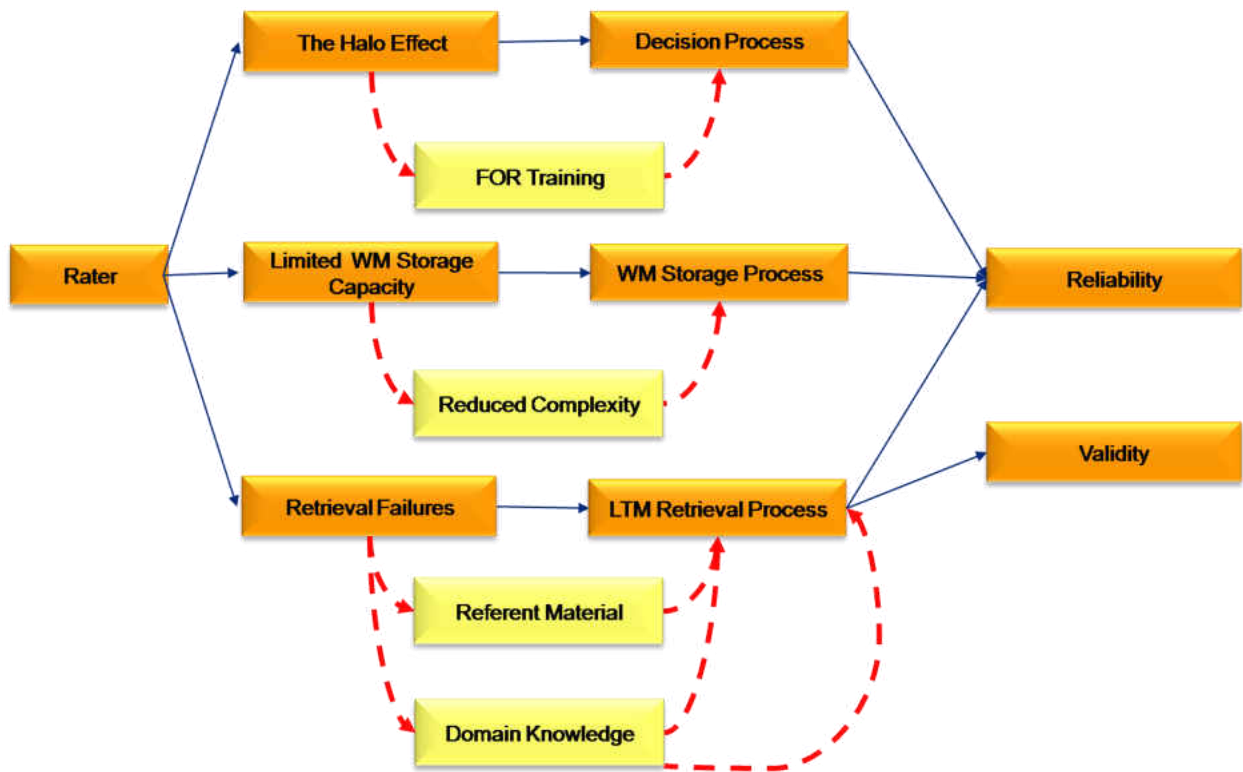 The Halo Effect
Decision Process
FOR Training
Rater
Limited WM Storage
Capacity
WM Storage Process
Reliability
Reduced Complexity
Validity
Retrieval Failures
LTM Retrieval Process
Referent Material
Domain Knowledge